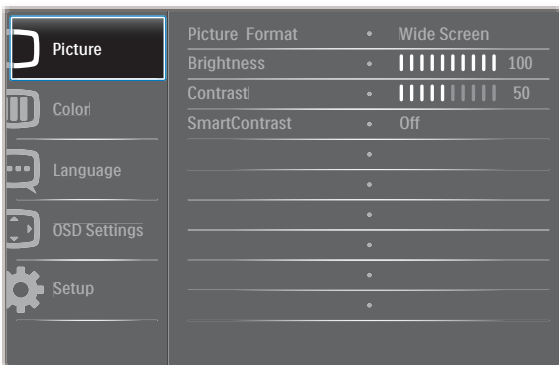 Picture
Color
Language
OSD Settings
Setup
Picture Format • Wide Screen
Brightness • 100
Contrast • 50
SmartContrast • Off